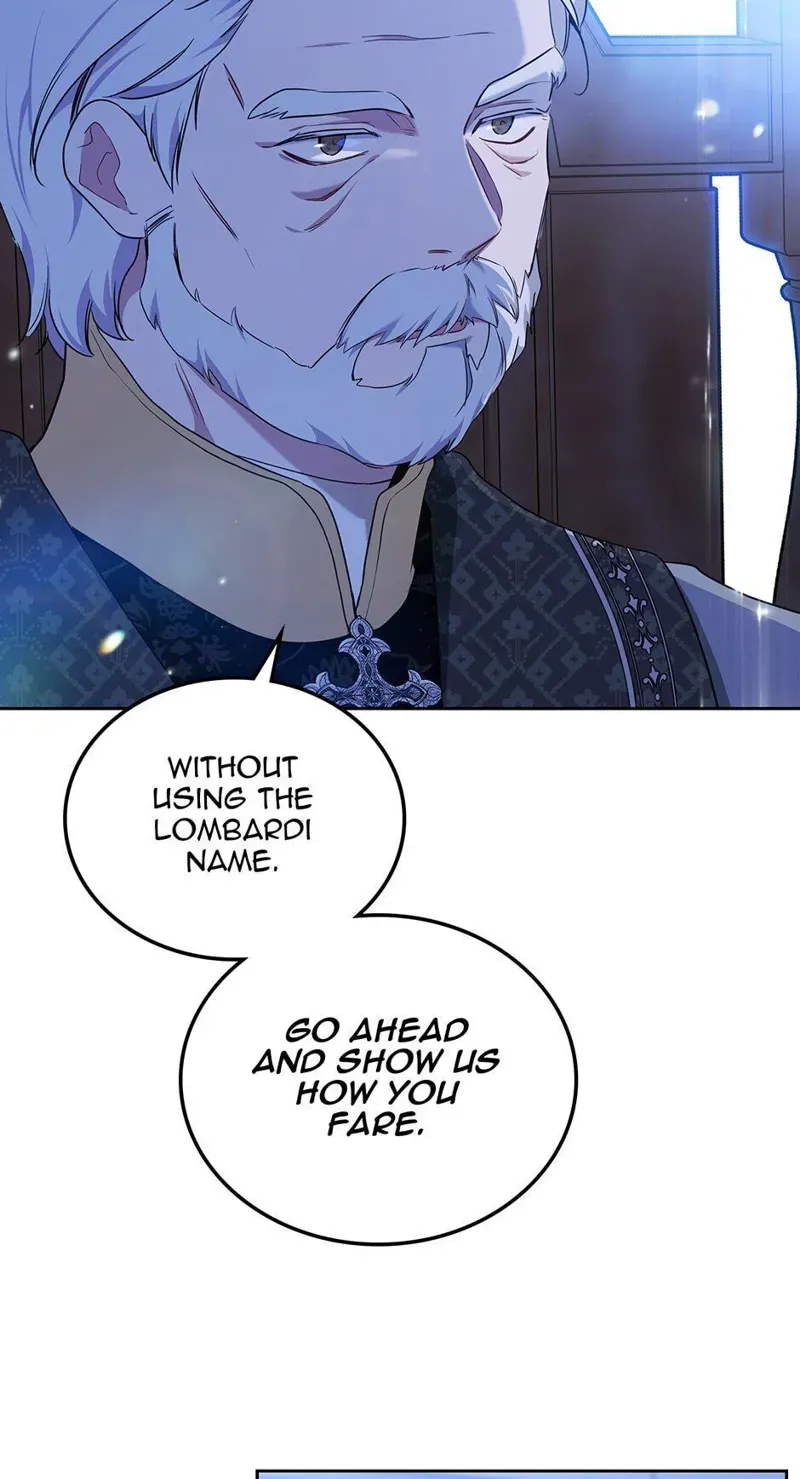 WITHOUT
USING THE
LOMBARDI
NAME.
GO AHEAD
AND SHOW US
HOW YOU
FARE.